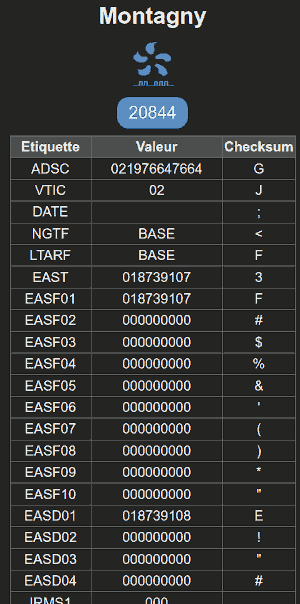 Montagny
20844
Etiquette Valeur Checksum
ADSC 021976647664 G
VTIC 02 J
DATE ;
NGTF BASE <
LTARF BASE F
EAST 018739107 3
EASF01 018739107 F
EASF02 000000000 #
EASF03 000000000 $
EASF04 000000000 %
EASF05 000000000 &
EASF06 000000000 '
EASF07 000000000 (
EASF08 000000000 )
EASF09 000000000 *
EASF10 000000000 "
EASD01 018739108 E
EASD02 000000000 !
EASD03 000000000 "
EASD04 000000000 #
IRMS1 000